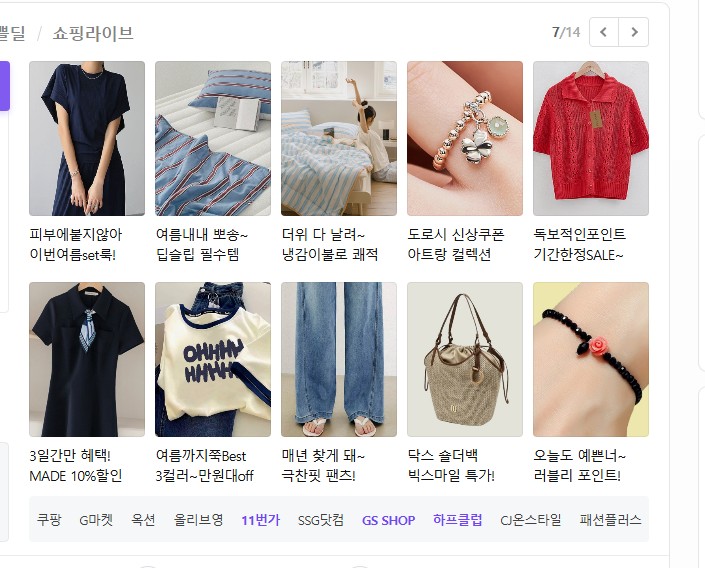 쁠딜 / 쇼핑라이브
7/14
피부에붙지않아
이번여름set룩!
여름내내 뽀송~
딥슬립 필수템
더위 다 날려~
냉감이불로 쾌적
도로시 신상쿠폰
아트랑 컬렉션
독보적인포인트
기간한정SALE~
OHHHH
HHHHH
3일간만 혜택!
MADE 10%할인
여름까지쭉Best
3컬러~만원대off
매년 찾게 돼~
극찬핏 팬츠!
닥스 숄더백
빅스마일 특가!
오늘도 예쁜너~
러블리 포인트!
쿠팡 G마켓 옥션 올리브영 11번가 SSG닷컴 GS SHOP 하프클럽 CJ온스타일 패션플러스